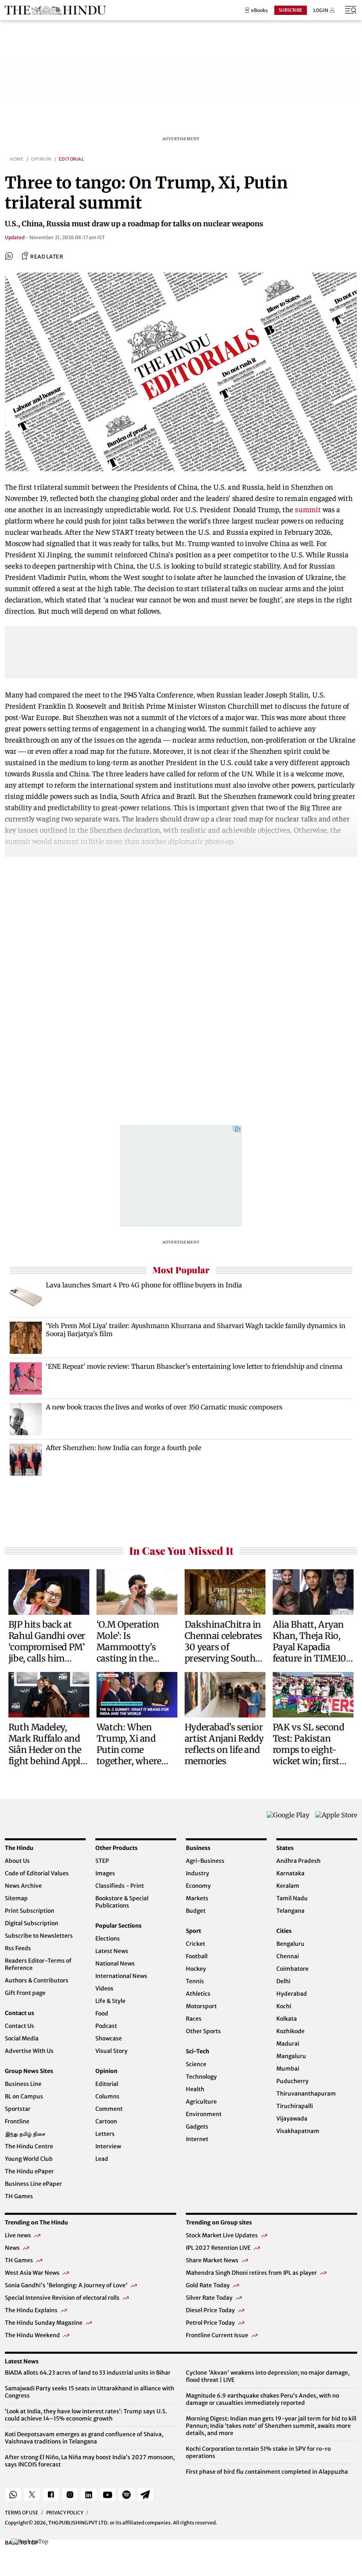 THE HINDU
eBooks
SUBSCRIBE
LOGIN
ADVERTISEMENT
HOME / OPINION / EDITORIAL
Three to tango: On Trump, Xi, Putin
trilateral summit
U.S., China, Russia must draw up a roadmap for talks on nuclear weapons
Updated - November 21, 2026 08:17 am IST
READ LATER
THE HINDU
EDITORIALS
Labour and honour
Burden of proof
Blow to States
Do not rush it
Do not
The first trilateral summit between the Presidents of China, the U.S. and Russia, held in Shenzhen on
November 19, reflected both the changing global order and the leaders' shared desire to remain engaged with
one another in an increasingly unpredictable world. For U.S. President Donald Trump, the summit was a
platform where he could push for joint talks between the world's three largest nuclear powers on reducing
nuclear armaments. After the New START treaty between the U.S. and Russia expired in February 2026,
Moscow had signalled that it was ready for talks, but Mr. Trump wanted to involve China as well. For
President Xi Jinping, the summit reinforced China's position as a peer competitor to the U.S. While Russia
seeks to deepen partnership with China, the U.S. is looking to build strategic stability. And for Russian
President Vladimir Putin, whom the West sought to isolate after he ordered the invasion of Ukraine, the
summit offered a seat at the high table. The decision to start trilateral talks on nuclear arms and the joint
declaration, which stated that 'a nuclear war cannot be won and must never be fought', are steps in the right
direction. But much will depend on what follows.
Many had compared the meet to the 1945 Yalta Conference, when Russian leader Joseph Stalin, U.S.
President Franklin D. Roosevelt and British Prime Minister Winston Churchill met to discuss the future of
post-War Europe. But Shenzhen was not a summit of the victors of a major war. This was more about three
great powers setting terms of engagement in a changing world. The summit failed to achieve any
breakthrough on any of the issues on the agenda — nuclear arms reduction, non-proliferation or the Ukraine
war — or even offer a road map for the future. Moreover, it is not clear if the Shenzhen spirit could be
sustained in the medium to long-term as another President in the U.S. could take a very different approach
towards Russia and China. The three leaders have called for reform of the UN. While it is a welcome move,
any attempt to reform the international system and institutions must also involve other powers, particularly
rising middle powers such as India, South Africa and Brazil. But the Shenzhen framework could bring greater
stability and predictability to great-power relations. This is important given that two of the Big Three are
currently waging two separate wars. The leaders should draw up a clear road map for nuclear talks and other
key issues outlined in the Shenzhen declaration, with realistic and achievable objectives. Otherwise, the
summit would amount to little more than another diplomatic photo-op.
ADVERTISEMENT
Most Popular
Lava launches Smart 4 Pro 4G phone for offline buyers in India
'Yeh Prem Mol Liya' trailer: Ayushmann Khurrana and Sharvari Wagh tackle family dynamics in
Sooraj Barjatya's film
'ENE Repeat' movie review: Tharun Bhascker's entertaining love letter to friendship and cinema
A new book traces the lives and works of over 350 Carnatic music composers
After Shenzhen: how India can forge a fourth pole
In Case You Missed It
BJP hits back at
Rahul Gandhi over
'compromised PM'
jibe, calls him...
'O.M Operation
Mole': Is
Mammootty's
casting in the...
DakshinaChitra in
Chennai celebrates
30 years of
preserving South...
Alia Bhatt, Aryan
Khan, Theja Rio,
Payal Kapadia
feature in TIME10...
Ruth Madeley,
Mark Ruffalo and
Siân Heder on the
fight behind Appl...
Watch: When
Trump, Xi and
Putin come
together, where...
Hyderabad's senior
artist Anjani Reddy
reflects on life and
memories
PAK vs SL second
Test: Pakistan
romps to eight-
wicket win; first...
Google Play
Apple Store
The Hindu
About Us
Code of Editorial Values
News Archive
Sitemap
Print Subscription
Digital Subscription
Subscribe to Newsletters
Rss Feeds
Readers Editor-Terms of
Reference
Authors & Contributors
Gift Front page
Contact us
Contact Us
Social Media
Advertise With Us
Group News Sites
Business Line
BL on Campus
Sportstar
Frontline
இந்து தமிழ் திசை
The Hindu Centre
Young World Club
The Hindu ePaper
Business Line ePaper
TH Games
Other Products
STEP
Images
Classifieds - Print
Bookstore & Special
Publications
Popular Sections
Elections
Latest News
National News
International News
Videos
Life & Style
Food
Podcast
Showcase
Visual Story
Opinion
Editorial
Columns
Comment
Cartoon
Letters
Interview
Lead
Business
Agri-Business
Industry
Economy
Markets
Budget
Sport
Cricket
Football
Hockey
Tennis
Athletics
Motorsport
Races
Other Sports
Sci-Tech
Science
Technology
Health
Agriculture
Environment
Gadgets
Internet
States
Andhra Pradesh
Karnataka
Keralam
Tamil Nadu
Telangana
Cities
Bengaluru
Chennai
Coimbatore
Delhi
Hyderabad
Kochi
Kolkata
Kozhikode
Madurai
Mangaluru
Mumbai
Puducherry
Thiruvananthapuram
Tiruchirapalli
Vijayawada
Visakhapatnam
Trending on The Hindu
Live news
News
TH Games
West Asia War News
Sonia Gandhi's 'Belonging: A Journey of Love'
Special Intensive Revision of electoral rolls
The Hindu Explains
The Hindu Sunday Magazine
The Hindu Weekend
Trending on Group sites
Stock Market Live Updates
IPL 2027 Retention LIVE
Share Market News
Mahendra Singh Dhoni retires from IPL as player
Gold Rate Today
Silver Rate Today
Diesel Price Today
Petrol Price Today
Frontline Current Issue
Latest News
BIADA allots 64.23 acres of land to 33 industrial units in Bihar
Samajwadi Party seeks 15 seats in Uttarakhand in alliance with
Congress
'Look at India, they have low interest rates': Trump says U.S.
could achieve 14-15% economic growth
Koti Deepotsavam emerges as grand confluence of Shaiva,
Vaishnava traditions in Telangana
After strong El Niño, La Niña may boost India's 2027 monsoon,
says INCOIS forecast
Cyclone 'Akvan' weakens into depression; no major damage,
flood threat | LIVE
Magnitude 6.9 earthquake shakes Peru's Andes, with no
damage or casualties immediately reported
Morning Digest: Indian man gets 19-year jail term for bid to kill
Pannun; India 'takes note' of Shenzhen summit, awaits more
details, and more
Kochi Corporation to retain 51% stake in SPV for ro-ro
operations
First phase of bird flu containment completed in Alappuzha
TERMS OF USE / PRIVACY POLICY /
Copyright© 2026, THG PUBLISHING PVT LTD. or its affiliated companies. All rights reserved.
BACK TO TOP
Back to Top